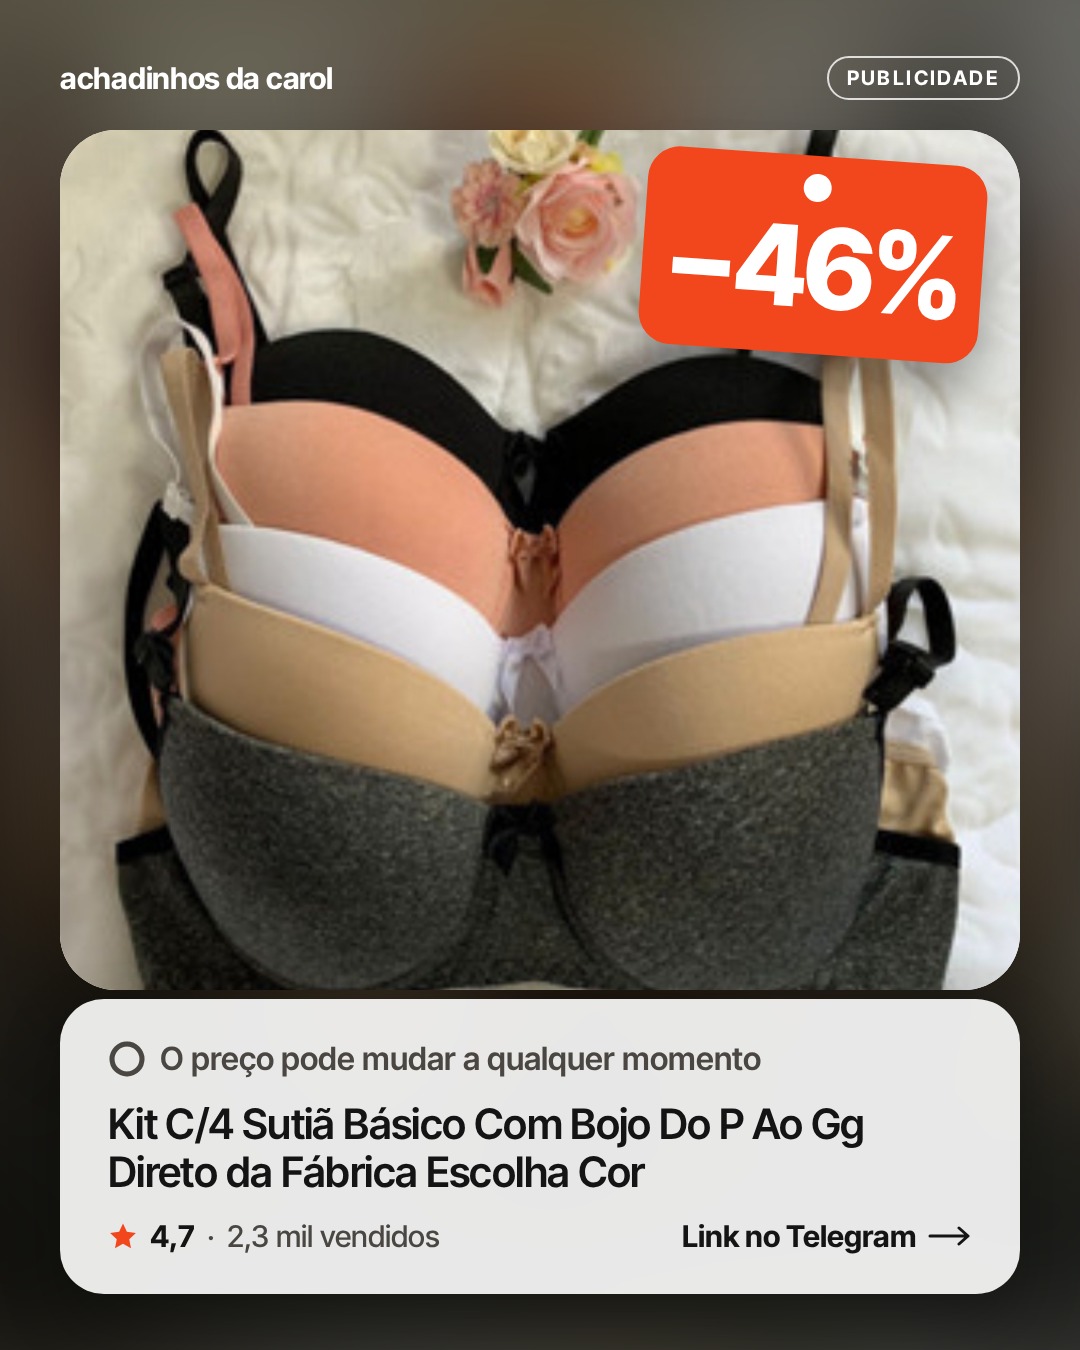 achadinhos da carol
PUBLICIDADE
−46%
O preço pode mudar a qualquer momento
Kit C/4 Sutiã Básico Com Bojo Do P Ao Gg
Direto da Fábrica Escolha Cor
4,7 · 2,3 mil vendidos
Link no Telegram →